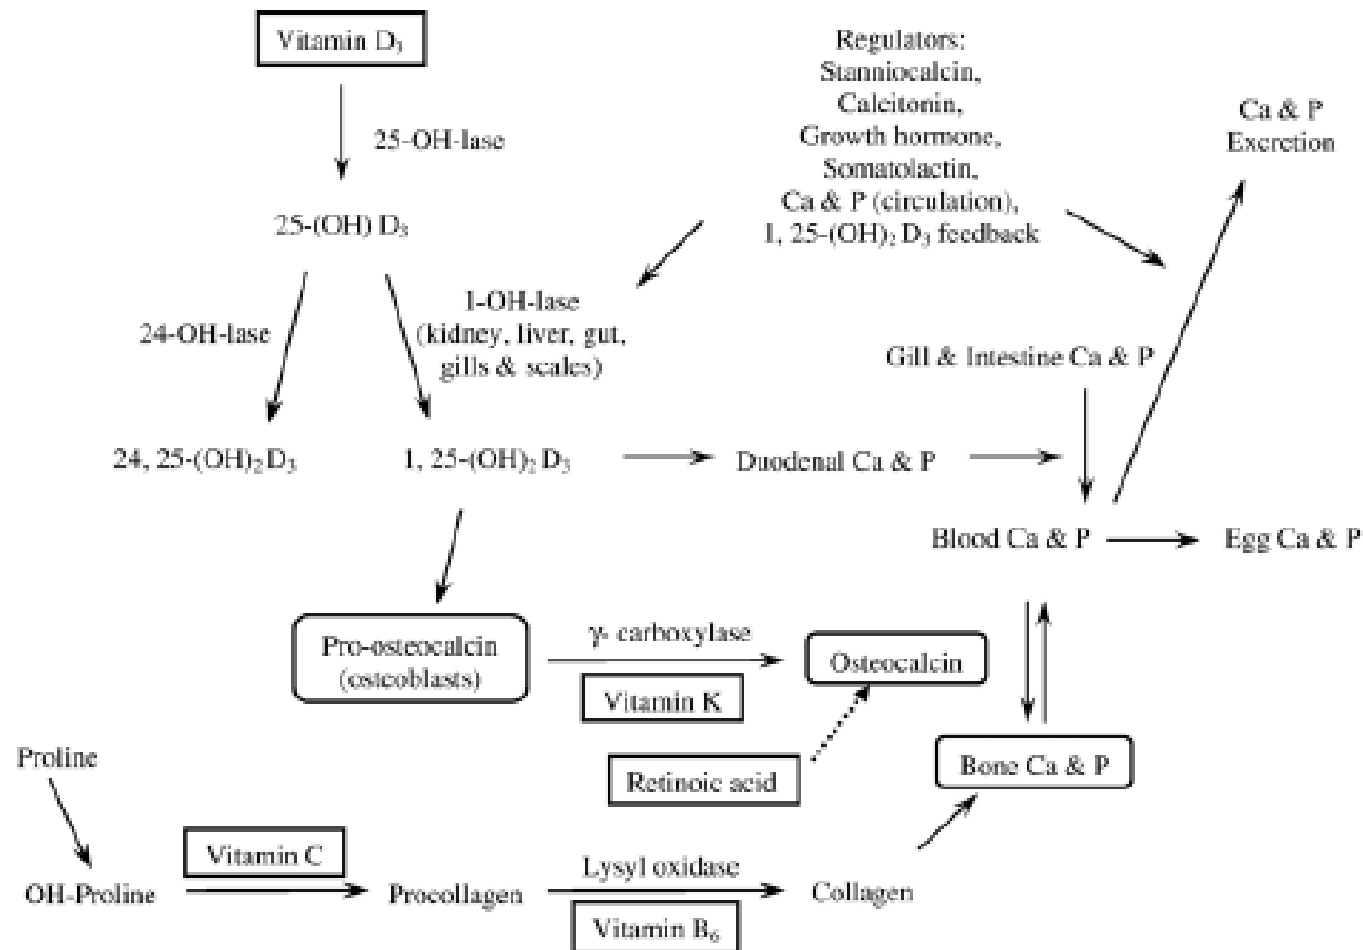 Vitamin D₃
Regulators:
Stanniocalcin,
Calcitonin,
Growth hormone,
Somatolactin,
Ca & P (circulation),
1, 25-(OH)₂ D₃ feedback
Ca & P
Excretion
25-OH-lase
25-(OH) D₃
24-OH-lase
1-OH-lase
(kidney, liver, gut,
gills & scales)
Gill & Intestine Ca & P
24, 25-(OH)₂ D₃
1, 25-(OH)₂ D₃
Duodenal Ca & P
Blood Ca & P
Egg Ca & P
Pro-osteocalcin
(osteoblasts)
γ- carboxylase
Vitamin K
Osteocalcin
Retinoic acid
Bone Ca & P
Proline
OH-Proline
Vitamin C
Procollagen
Lysyl oxidase
Vitamin B₆
Collagen